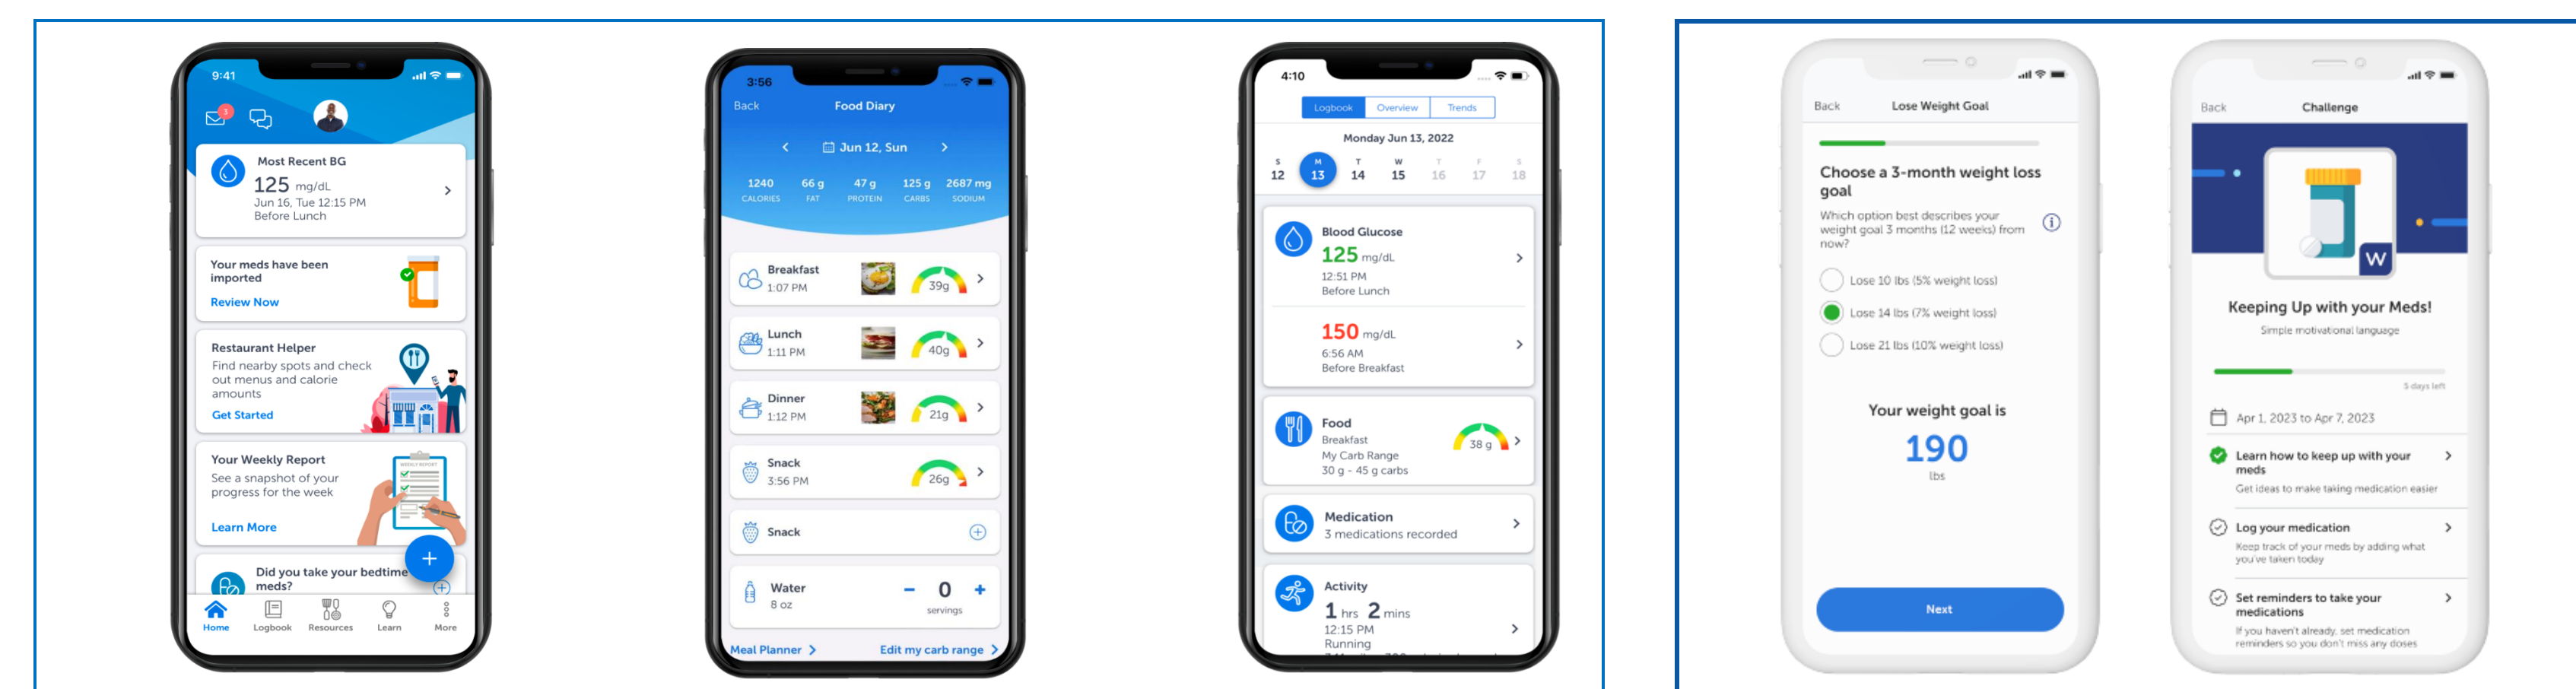 9:41
3
Most Recent BG
125 mg/dL
Jun 16, Tue 12:15 PM
Before Lunch
Your meds have been
imported
Review Now
Restaurant Helper
Find nearby spots and check
out menus and calorie
amounts
Get Started
Your Weekly Report
See a snapshot of your
progress for the week
Learn More
WEEKLY REPORT
Did you take your bedtime
meds?
Home Logbook Resources Learn More
3:56
Back Food Diary
Jun 12, Sun
1240 66 g 47 g 125 g 2687 mg
CALORIES FAT PROTEIN CARBS SODIUM
Breakfast
1:07 PM
39g
Lunch
1:11 PM
40g
Dinner
1:12 PM
21g
Snack
3:56 PM
26g
Snack
Water
8 oz
0
servings
Meal Planner Edit my carb range
4:10
Logbook Overview Trends
Monday Jun 13, 2022
S M T W T F S
12 13 14 15 16 17 18
Blood Glucose
125 mg/dL
12:51 PM
Before Lunch
150 mg/dL
6:56 AM
Before Breakfast
Food
Breakfast
My Carb Range
30 g - 45 g carbs
38 g
Medication
3 medications recorded
Activity
1 hrs 2 mins
12:15 PM
Running
Back Lose Weight Goal
Choose a 3-month weight loss
goal
Which option best describes your
weight goal 3 months (12 weeks) from
now?
Lose 10 lbs (5% weight loss)
Lose 14 lbs (7% weight loss)
Lose 21 lbs (10% weight loss)
Your weight goal is
190
lbs
Next
Back Challenge
W
Keeping Up with your Meds!
Simple motivational language
5 days left
Apr 1, 2023 to Apr 7, 2023
Learn how to keep up with your
meds
Get ideas to make taking medication easier
Log your medication
Keep track of your meds by adding what
you've taken today
Set reminders to take your
medications
If you haven't already, set medication
reminders so you don't miss any doses